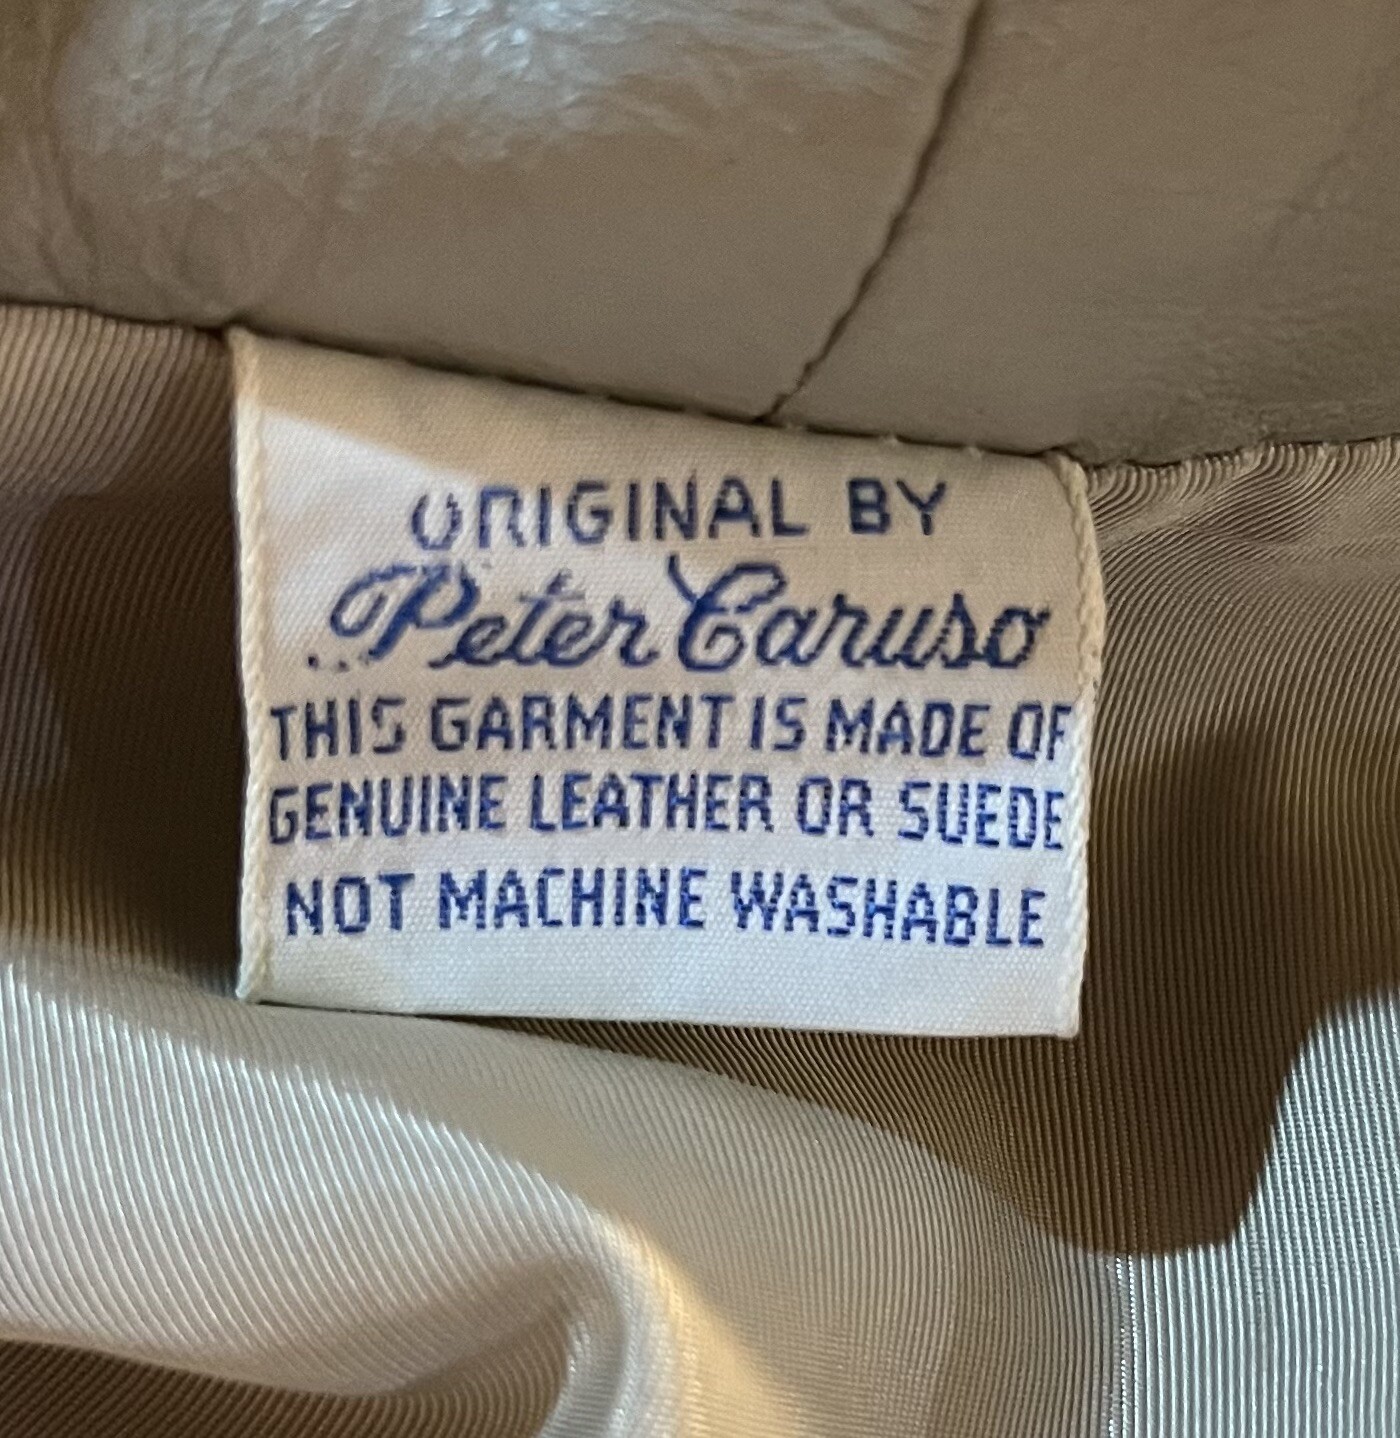 ORIGINAL BY
Peter Caruso
THIS GARMENT IS MADE OF
GENUINE LEATHER OR SUEDE
NOT MACHINE WASHABLE